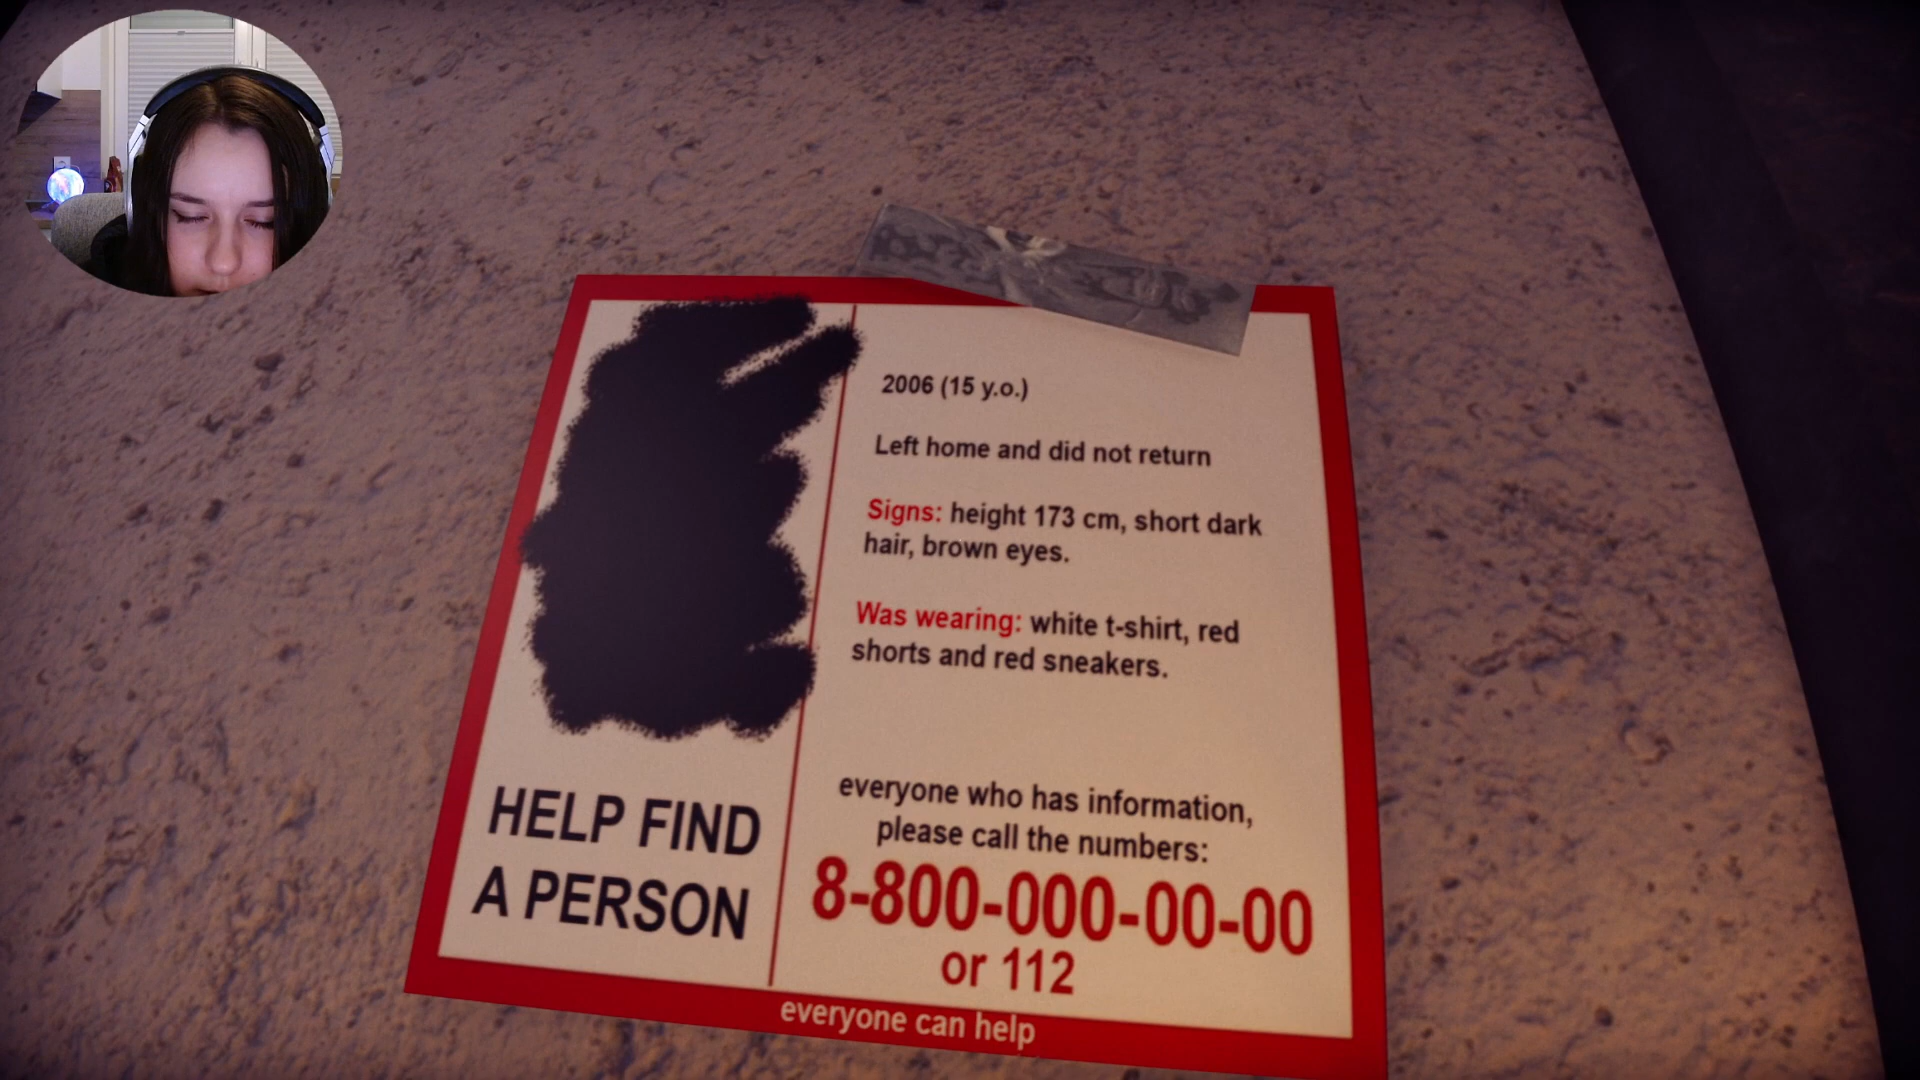 2006 (15 y.o.)
Left home and did not return
Signs: height 173 cm, short dark
hair, brown eyes.
Was wearing: white t-shirt, red
shorts and red sneakers.
HELP FIND
A PERSON
everyone who has information,
please call the numbers:
8-800-000-00-00
or 112
everyone can help